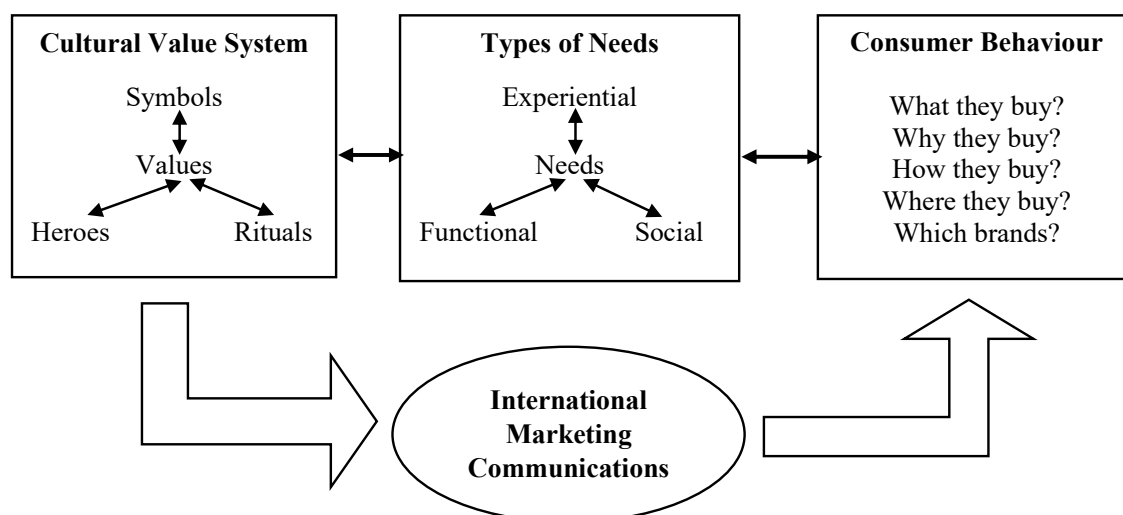 Cultural Value System
Symbols
Values
Heroes Rituals
Types of Needs
Experiential
Needs
Functional Social
Consumer Behaviour
What they buy?
Why they buy?
How they buy?
Where they buy?
Which brands?
International
Marketing
Communications